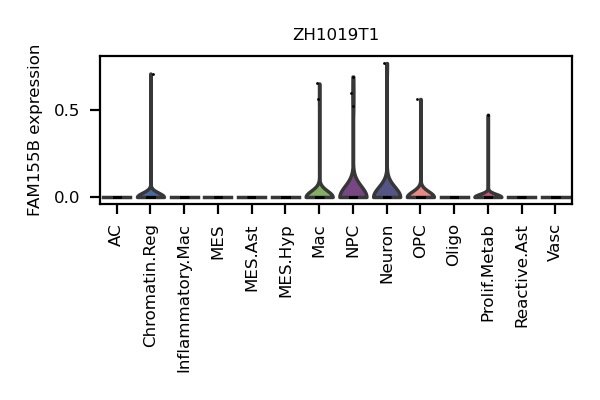 ZH1019T1
FAM155B expression
0.5
0.0
AC
Chromatin.Reg
Inflammatory.Mac
MES
MES.Ast
MES.Hyp
Mac
NPC
Neuron
OPC
Oligo
Prolif.Metab
Reactive.Ast
Vasc